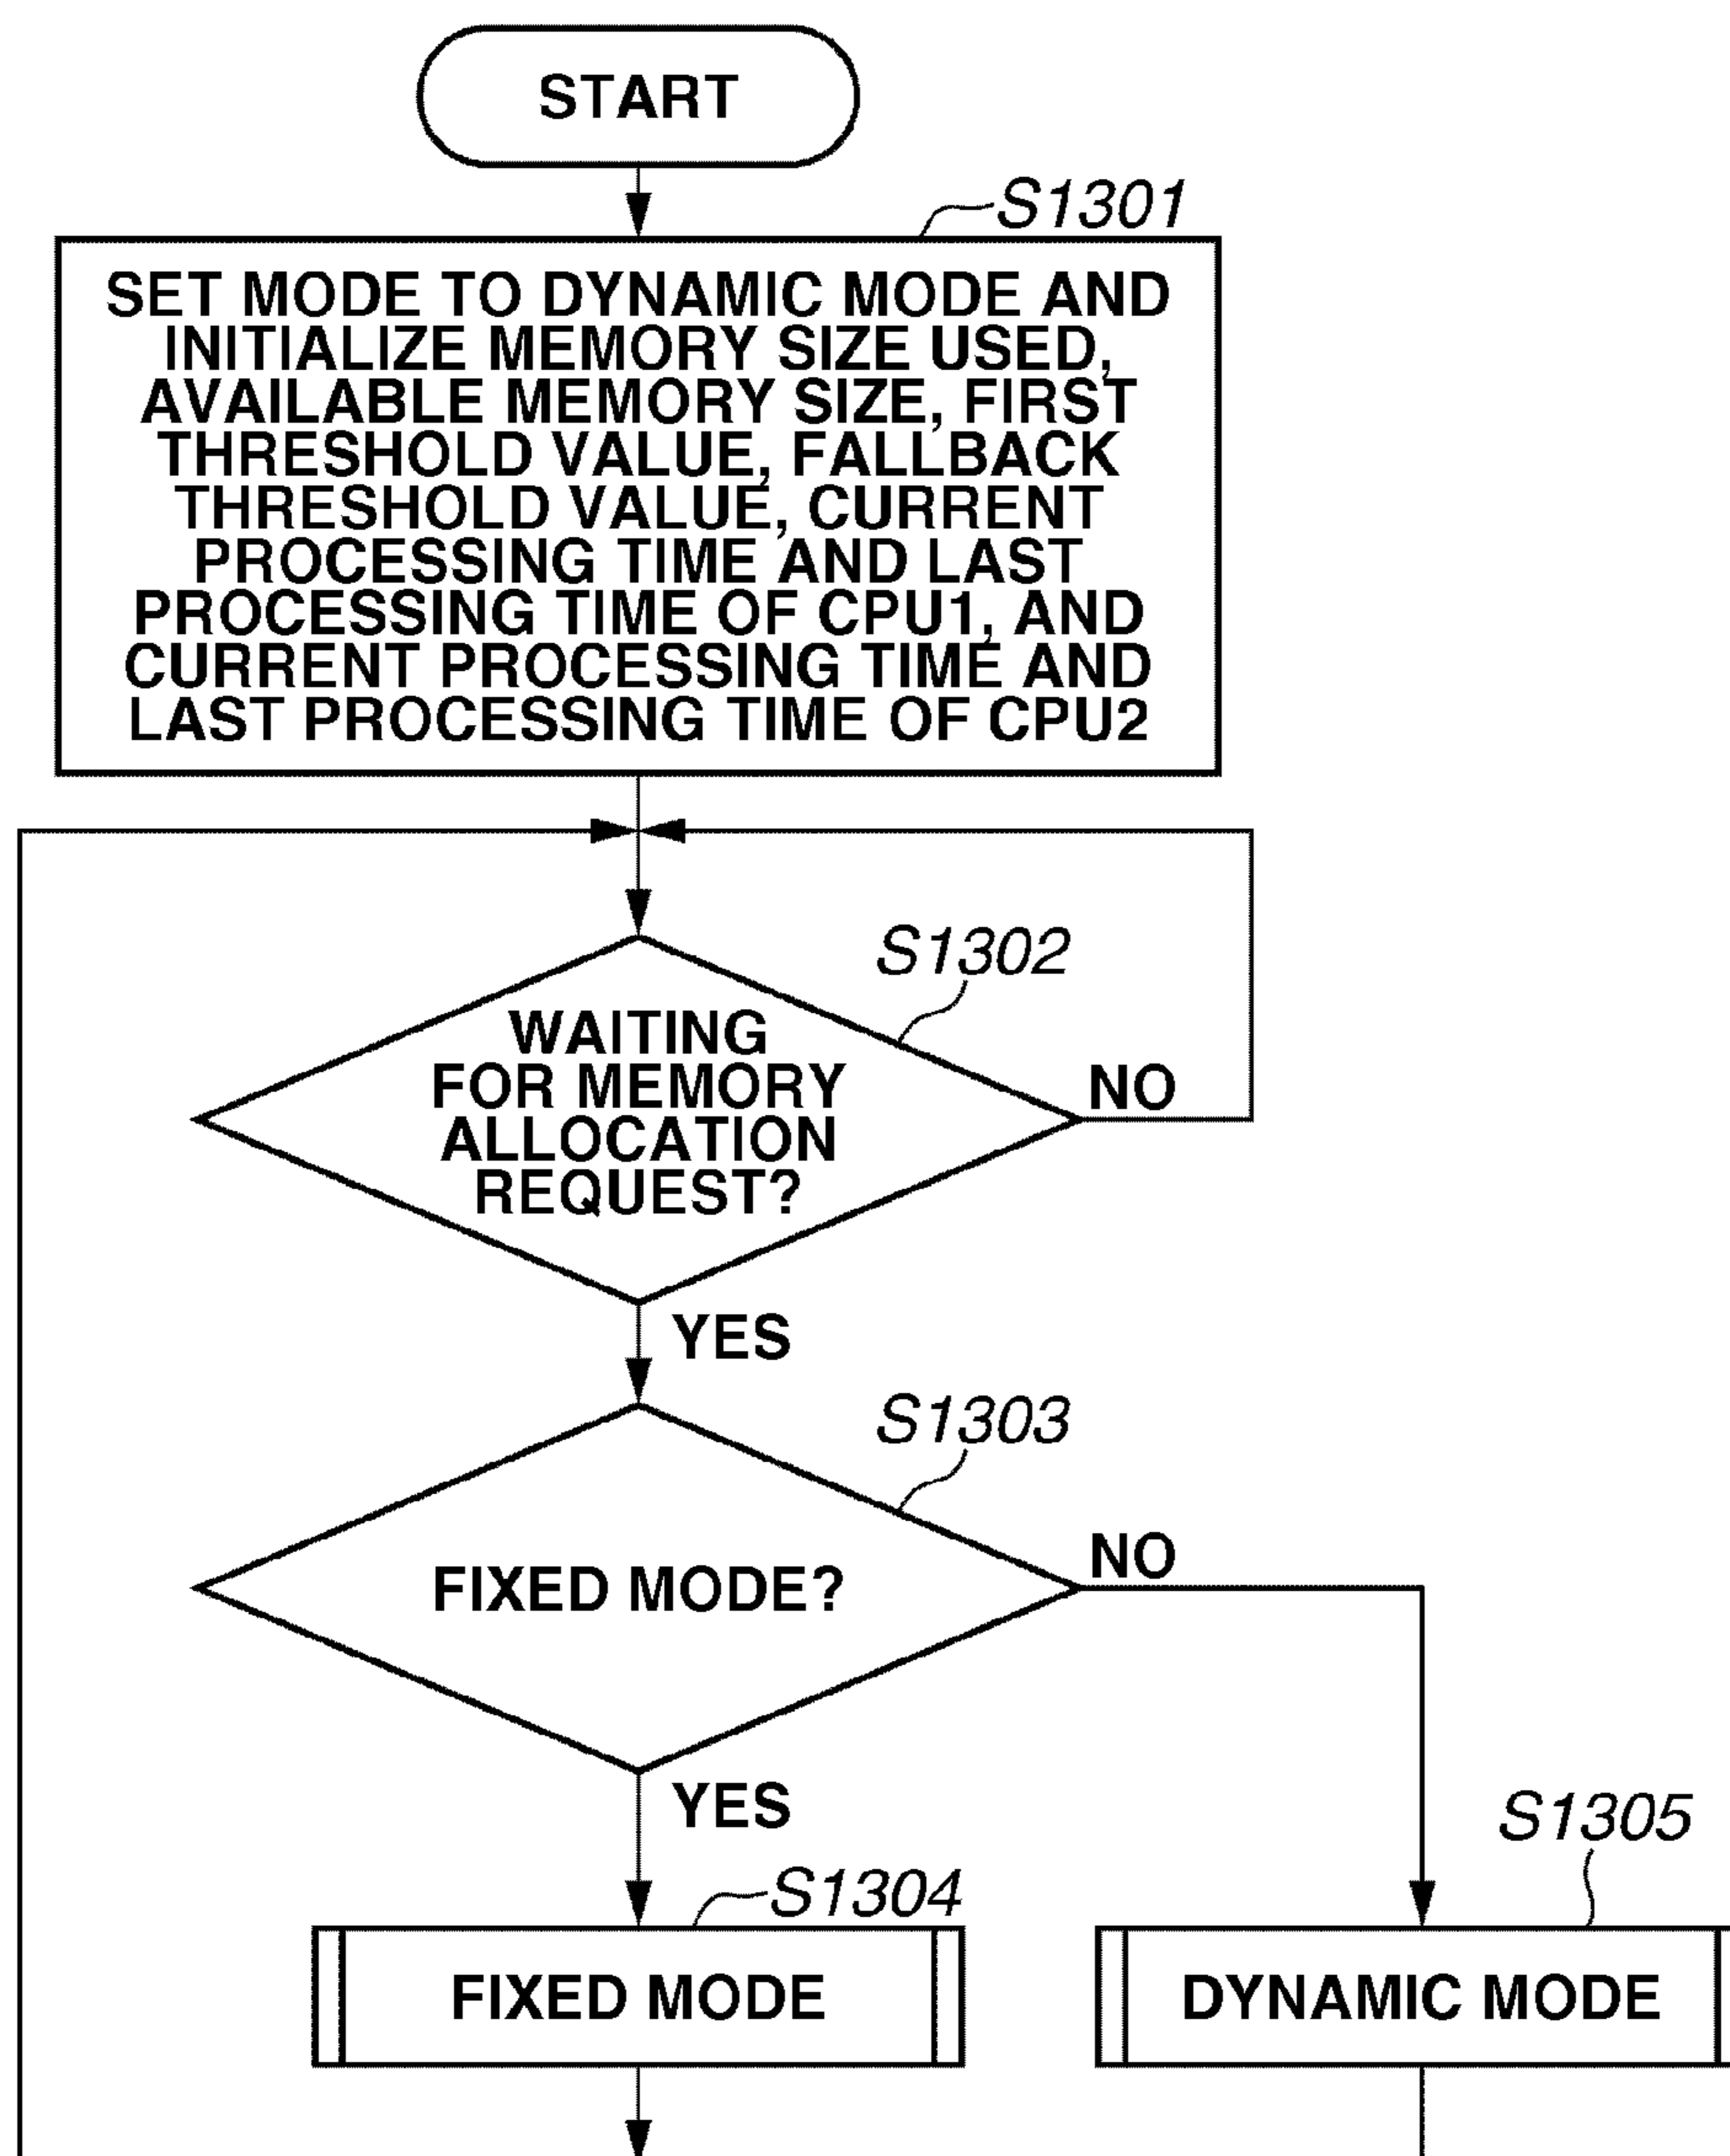 START
S1301
SET MODE TO DYNAMIC MODE AND
INITIALIZE MEMORY SIZE USED,
AVAILABLE MEMORY SIZE, FIRST
THRESHOLD VALUE, FALLBACK
THRESHOLD VALUE, CURRENT
PROCESSING TIME AND LAST
PROCESSING TIME OF CPU1, AND
CURRENT PROCESSING TIME AND
LAST PROCESSING TIME OF CPU2
S1302
WAITING
FOR MEMORY
ALLOCATION
REQUEST?
NO
YES
S1303
FIXED MODE?
NO
YES
S1304
FIXED MODE
S1305
DYNAMIC MODE